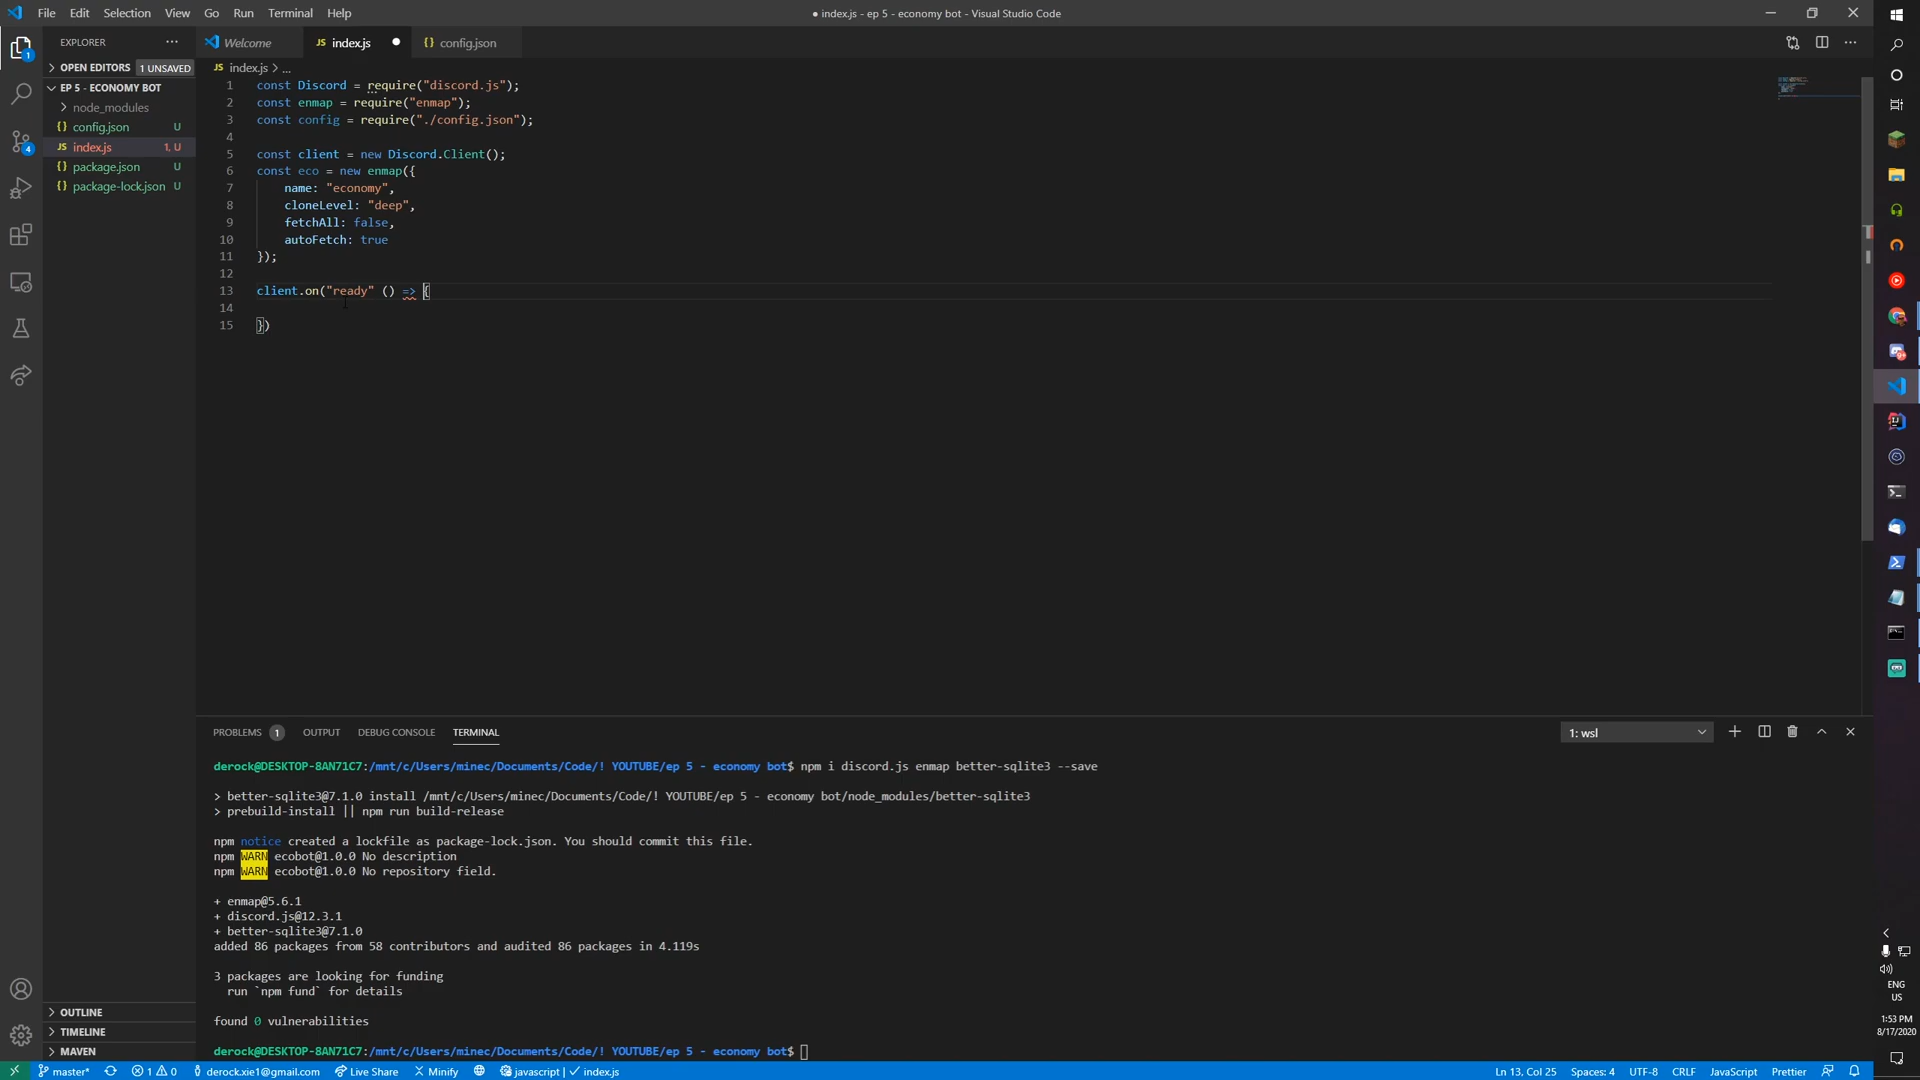 File Edit Selection View Go Run Terminal Help
● index.js - ep 5 - economy bot - Visual Studio Code
EXPLORER
Welcome
JS index.js
{} config.json
OPEN EDITORS 1 UNSAVED
JS index.js > ...
EP 5 - ECONOMY BOT
node_modules
{} config.json U
JS index.js 1, U
{} package.json U
{} package-lock.json U
1
4
1 const Discord = require("discord.js");
2 const enmap = require("enmap");
3 const config = require("./config.json");
4
5 const client = new Discord.Client();
6 const eco = new enmap({
7 name: "economy",
8 cloneLevel: "deep",
9 fetchAll: false,
10 autoFetch: true
11 });
12
13 client.on("ready" () => {
14
15 })
PROBLEMS 1 OUTPUT DEBUG CONSOLE TERMINAL
1: wsl
derock@DESKTOP-8AN71C7:/mnt/c/Users/minec/Documents/Code/! YOUTUBE/ep 5 - economy bot$ npm i discord.js enmap better-sqlite3 --save
> better-sqlite3@7.1.0 install /mnt/c/Users/minec/Documents/Code/! YOUTUBE/ep 5 - economy bot/node_modules/better-sqlite3
> prebuild-install || npm run build-release
npm notice created a lockfile as package-lock.json. You should commit this file.
npm WARN ecobot@1.0.0 No description
npm WARN ecobot@1.0.0 No repository field.
+ enmap@5.6.1
+ discord.js@12.3.1
+ better-sqlite3@7.1.0
added 86 packages from 58 contributors and audited 86 packages in 4.119s
3 packages are looking for funding
run `npm fund` for details
found 0 vulnerabilities
derock@DESKTOP-8AN71C7:/mnt/c/Users/minec/Documents/Code/! YOUTUBE/ep 5 - economy bot$
OUTLINE
TIMELINE
MAVEN
master* 1 0 derock.xie1@gmail.com Live Share Minify javascript | ✓ index.js
Ln 13, Col 25 Spaces: 4 UTF-8 CRLF JavaScript Prettier
ENG
US
1:53 PM
8/17/2020